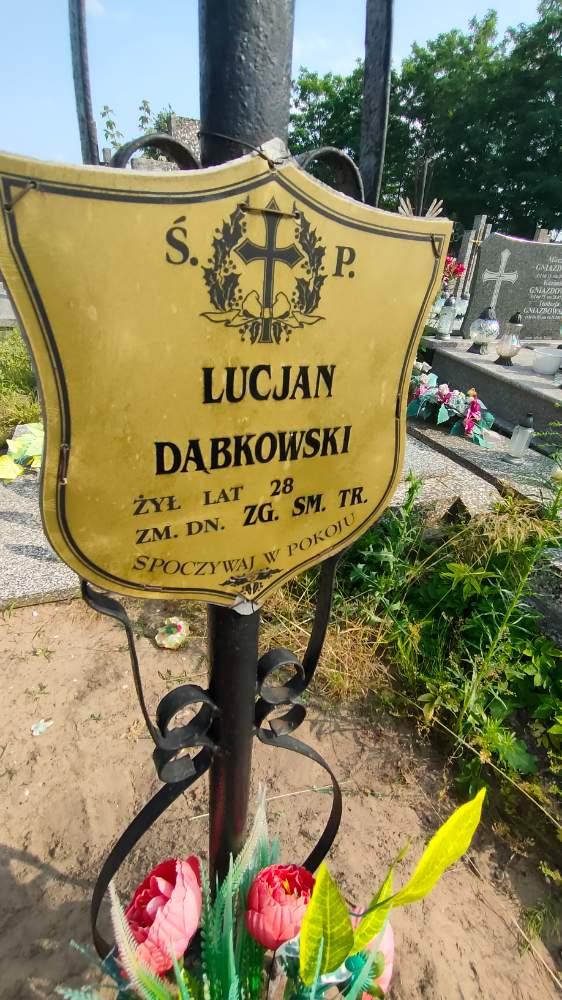 Ś. P.
LUCJAN
DĄBKOWSKI
ŻYŁ LAT 28
ZM. DN. ZG. SM. TR.
SPOCZYWAJ W POKOJU